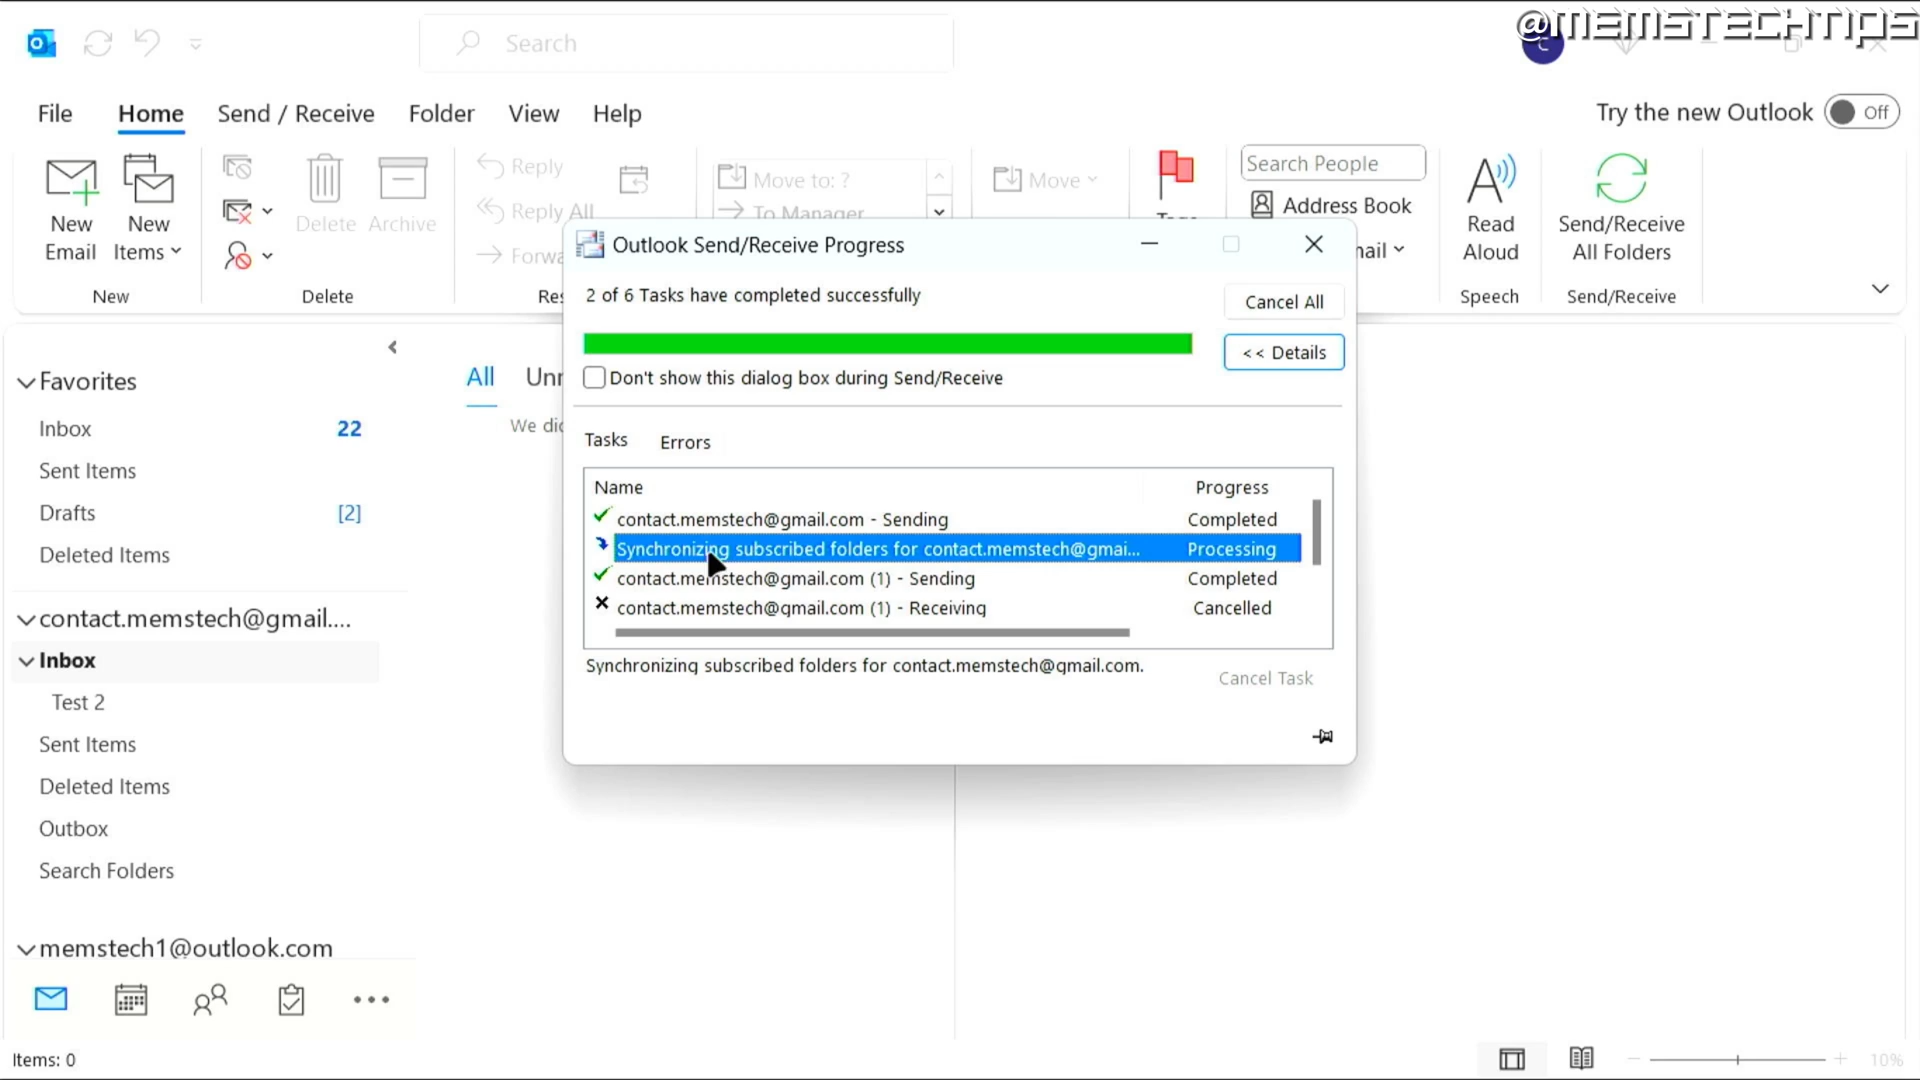 @MEMSTECHTIPS
Search
C
File Home Send / Receive Folder View Help
Try the new Outlook Off
New Email
New Items
New
Delete
Archive
Delete
Reply
Reply All
Move to: ?
To Manager
Move
Search People
Address Book
Read Aloud
Speech
Send/Receive All Folders
Send/Receive
Outlook Send/Receive Progress
2 of 6 Tasks have completed successfully
Cancel All
<< Details
Don't show this dialog box during Send/Receive
Tasks Errors
Name Progress
contact.memstech@gmail.com - Sending Completed
Synchronizing subscribed folders for contact.memstech@gmai... Processing
contact.memstech@gmail.com (1) - Sending Completed
contact.memstech@gmail.com (1) - Receiving Cancelled
Synchronizing subscribed folders for contact.memstech@gmail.com.
Cancel Task
All
We
Favorites
Inbox 22
Sent Items
Drafts [2]
Deleted Items
contact.memstech@gmail....
Inbox
Test 2
Sent Items
Deleted Items
Outbox
Search Folders
memstech1@outlook.com
Items: 0
10%